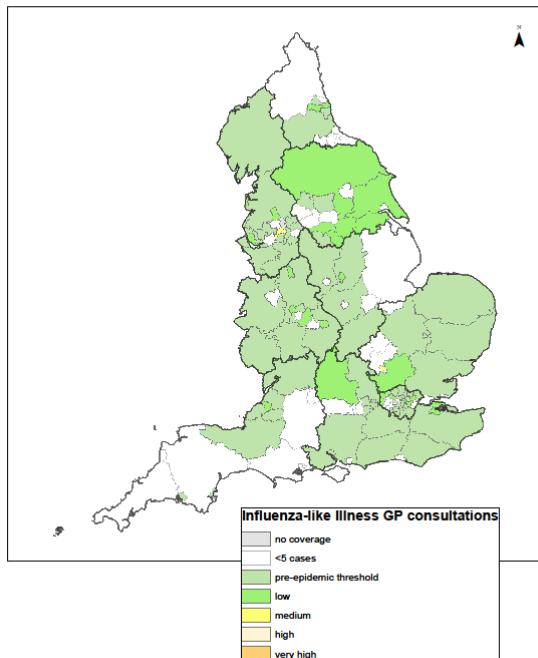 N
Influenza-like Illness GP consultations
no coverage
<5 cases
pre-epidemic threshold
low
medium
high
very high